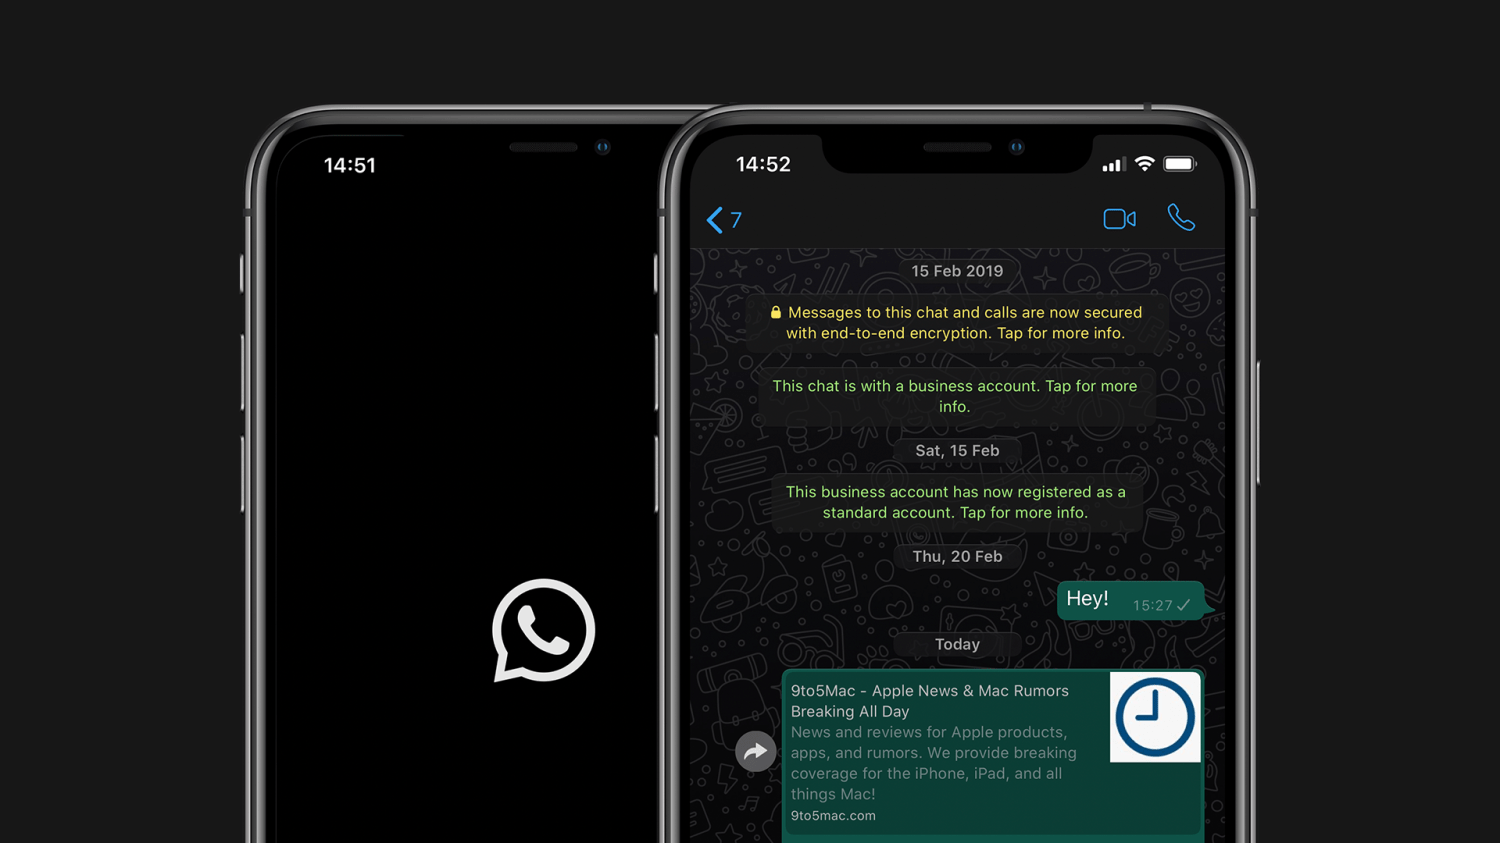 14:51
14:52
7
15 Feb 2019
Messages to this chat and calls are now secured
with end-to-end encryption. Tap for more info.
This chat is with a business account. Tap for more
info.
Sat, 15 Feb
This business account has now registered as a
standard account. Tap for more info.
Thu, 20 Feb
Hey! 15:27
Today
9to5Mac - Apple News & Mac Rumors
Breaking All Day
News and reviews for Apple products,
apps, and rumors. We provide breaking
coverage for the iPhone, iPad, and all
things Mac!
9to5mac.com